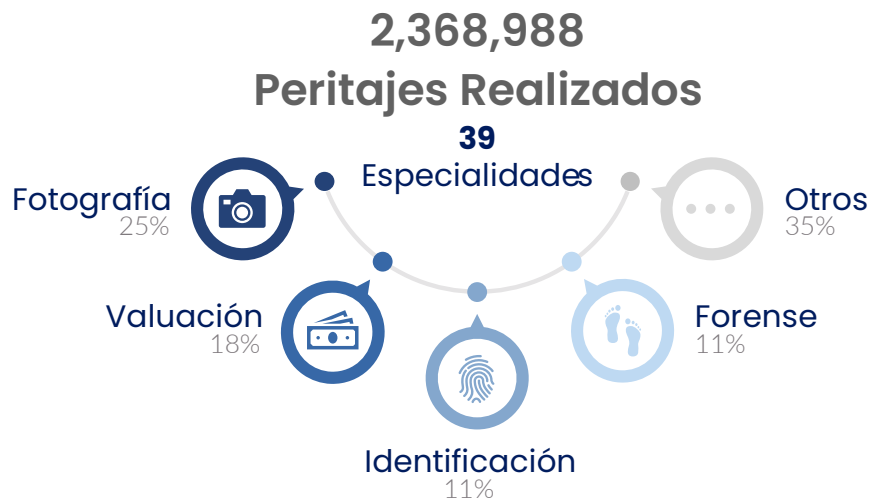 2,368,988
Peritajes Realizados
39
Especialidades
Fotografía
25%
Otros
35%
Valuación
18%
Forense
11%
Identificación
11%